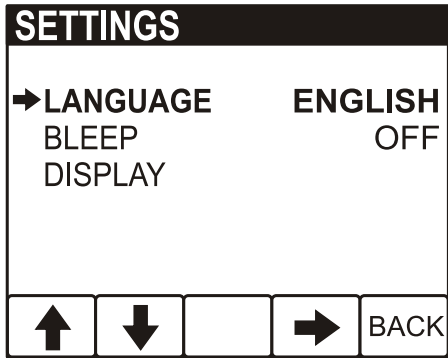 SETTINGS
LANGUAGE ENGLISH
BLEEP OFF
DISPLAY
BACK